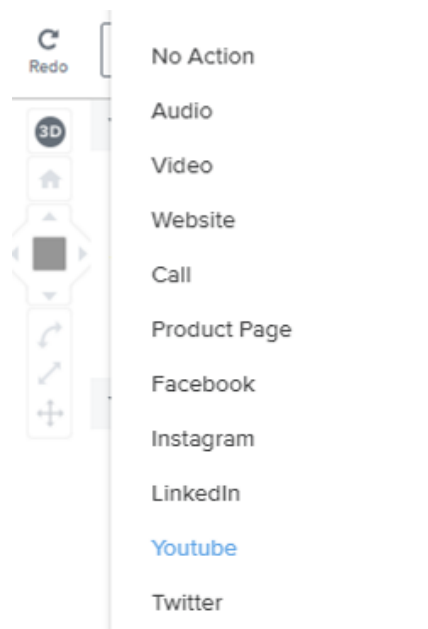 Redo
3D
No Action
Audio
Video
Website
Call
Product Page
Facebook
Instagram
LinkedIn
Youtube
Twitter